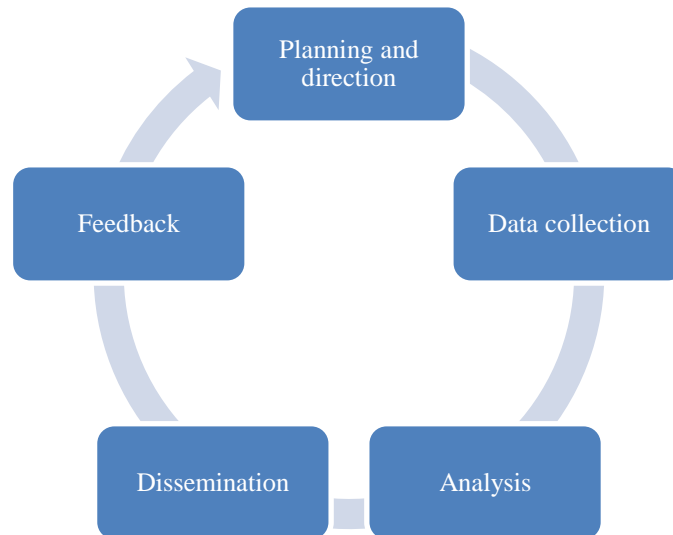 Planning and
direction
Data collection
Analysis
Dissemination
Feedback